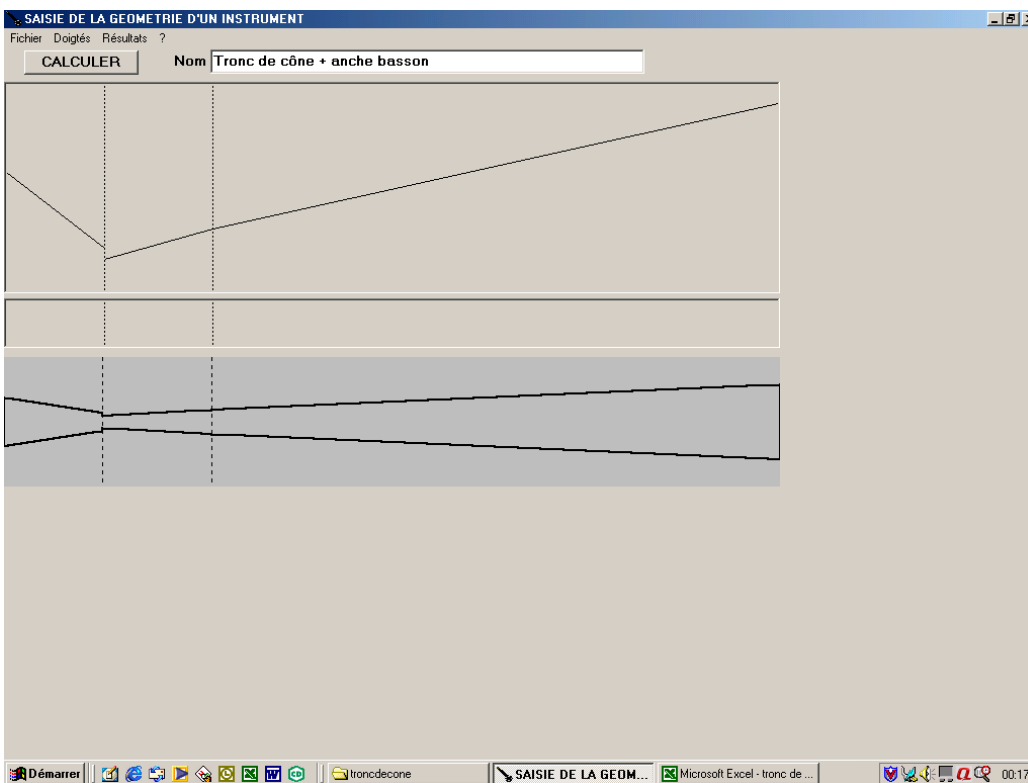 SAISIE DE LA GEOMETRIE D'UN INSTRUMENT
Fichier Doigtés Résultats ?
CALCULER Nom Tronc de cône + anche basson
Démarrer troncdecone SAISIE DE LA GEOM... Microsoft Excel - tronc de ... 00:17